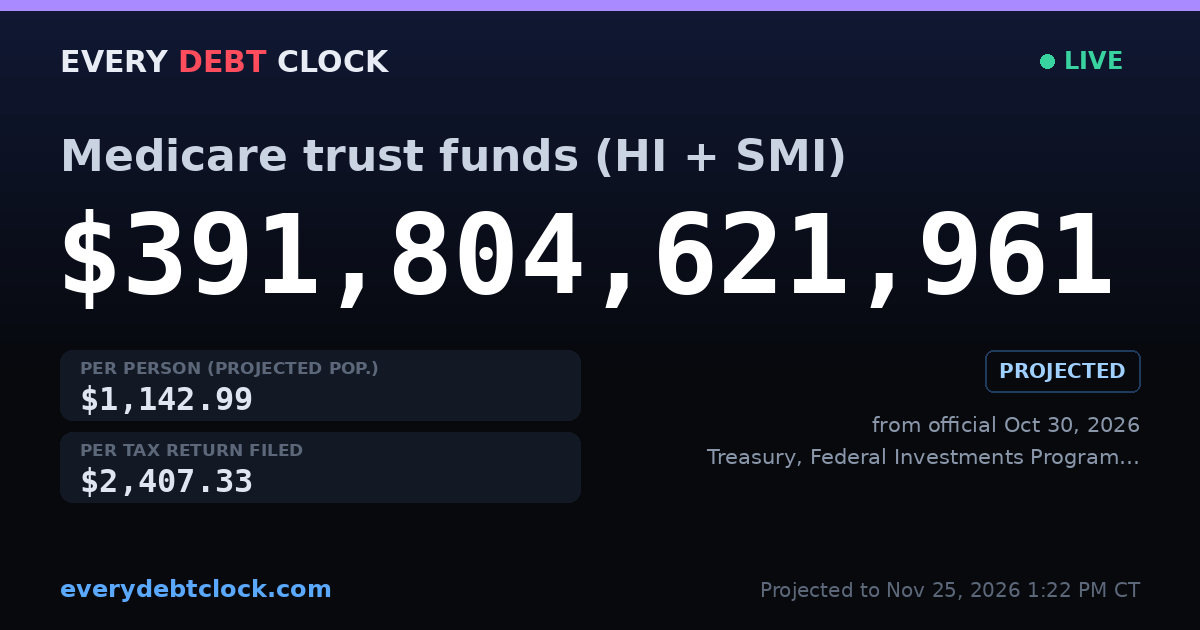 EVERY DEBT CLOCK
LIVE
Medicare trust funds (HI + SMI)
$391,804,621,961
PER PERSON (PROJECTED POP.)
$1,142.99
PER TAX RETURN FILED
$2,407.33
PROJECTED
from official Oct 30, 2026
Treasury, Federal Investments Program…
everydebtclock.com
Projected to Nov 25, 2026 1:22 PM CT